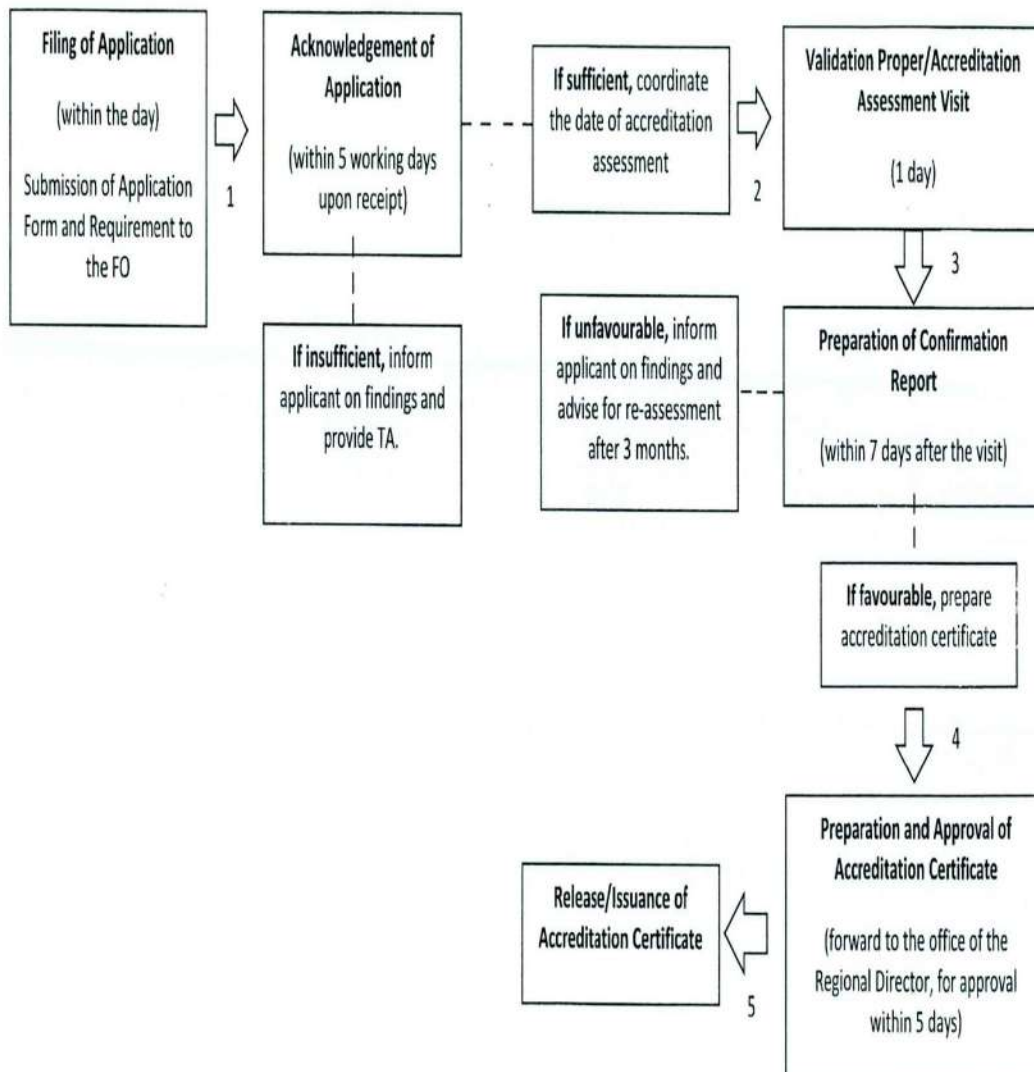 Filing of Application
(within the day)
Submission of Application
Form and Requirement to
the FO
1
Acknowledgement of
Application
(within 5 working days
upon receipt)
If insufficient, inform
applicant on findings and
provide TA.
If sufficient, coordinate
the date of accreditation
assessment
2
Validation Proper/Accreditation
Assessment Visit
(1 day)
3
Preparation of Confirmation
Report
(within 7 days after the visit)
If unfavourable, inform
applicant on findings and
advise for re-assessment
after 3 months.
If favourable, prepare
accreditation certificate
4
Preparation and Approval of
Accreditation Certificate
(forward to the office of the
Regional Director, for approval
within 5 days)
5
Release/Issuance of
Accreditation Certificate